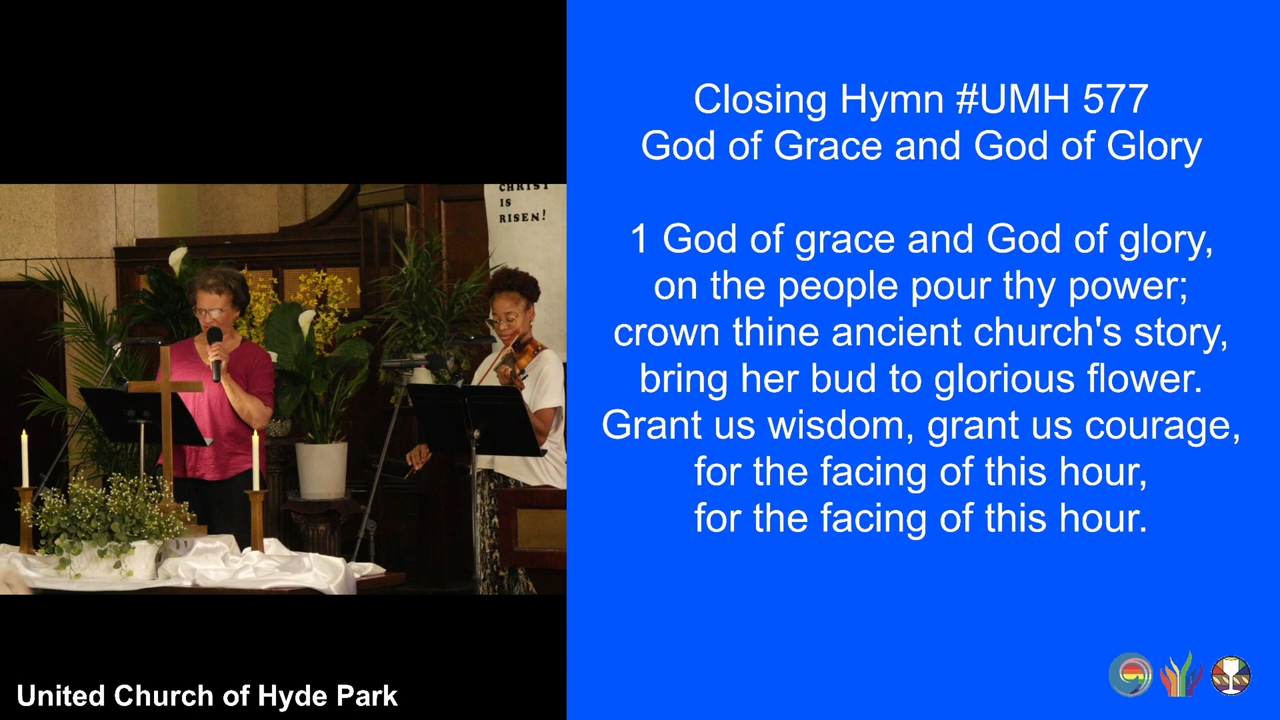 CHRIST
IS
RISEN!
Closing Hymn #UMH 577
God of Grace and God of Glory
1 God of grace and God of glory,
on the people pour thy power;
crown thine ancient church's story,
bring her bud to glorious flower.
Grant us wisdom, grant us courage,
for the facing of this hour,
for the facing of this hour.
United Church of Hyde Park